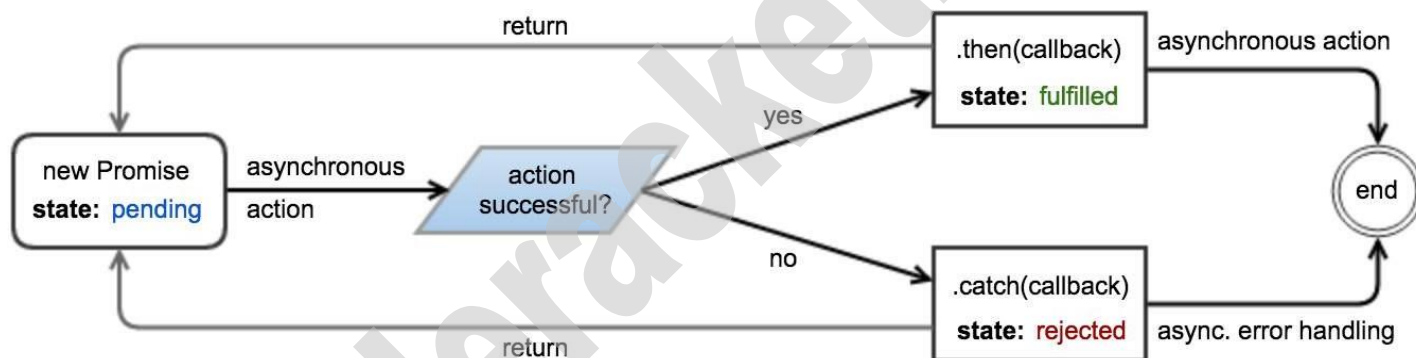 return
.then(callback)
state: fulfilled
asynchronous action
yes
new Promise
state: pending
asynchronous
action
action
successful?
end
no
.catch(callback)
state: rejected
async. error handling
return